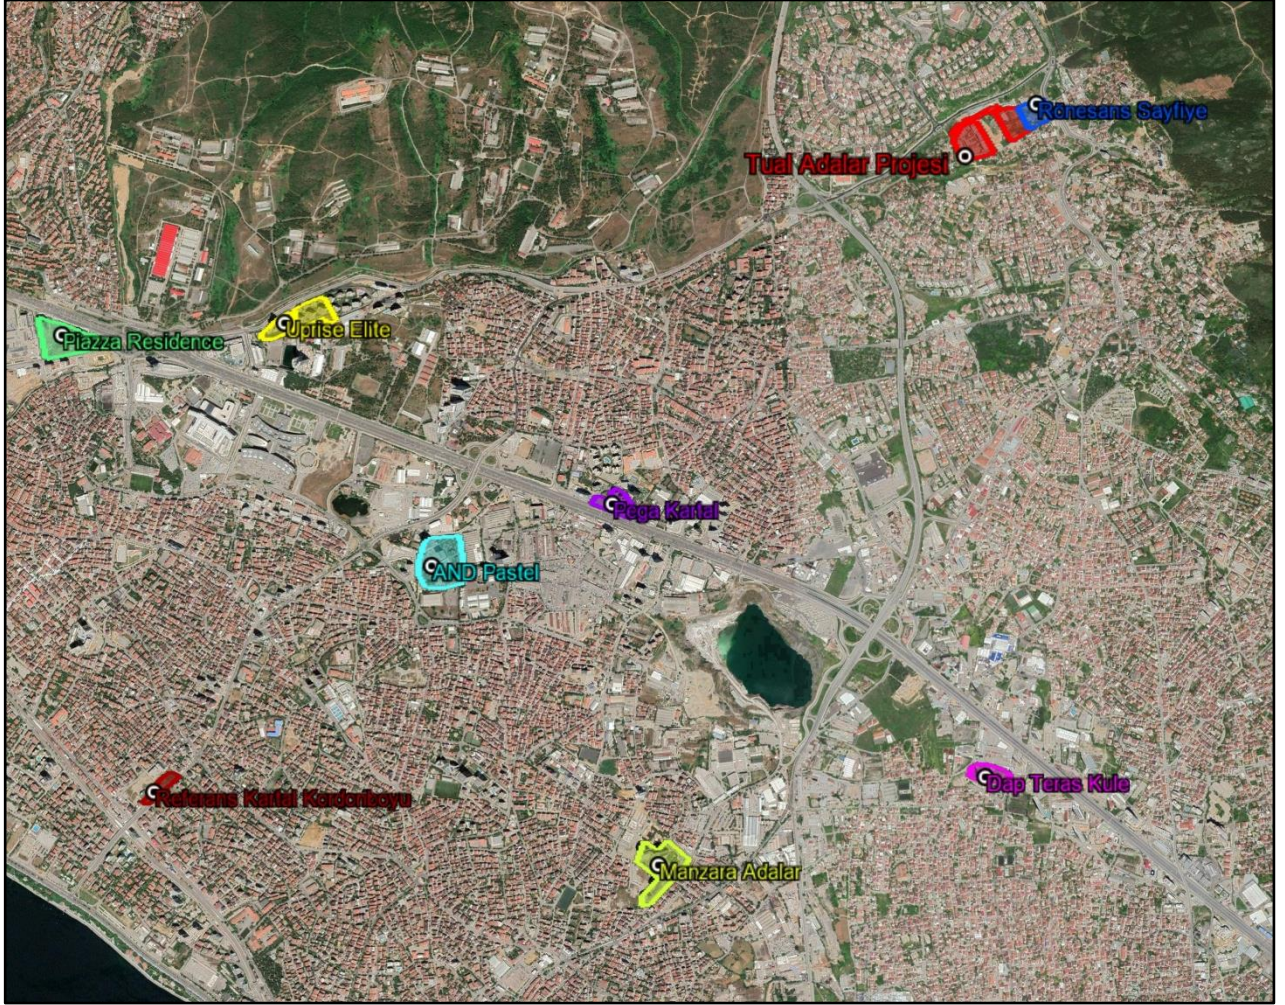 Rönesans Sayfiye
Tual Adalar Projesi
Uprise Elite
Piazza Residence
Pega Kartal
AND Pastel
Dap Teras Kule
Referans Kartal Kordonboyu
Manzara Adalar